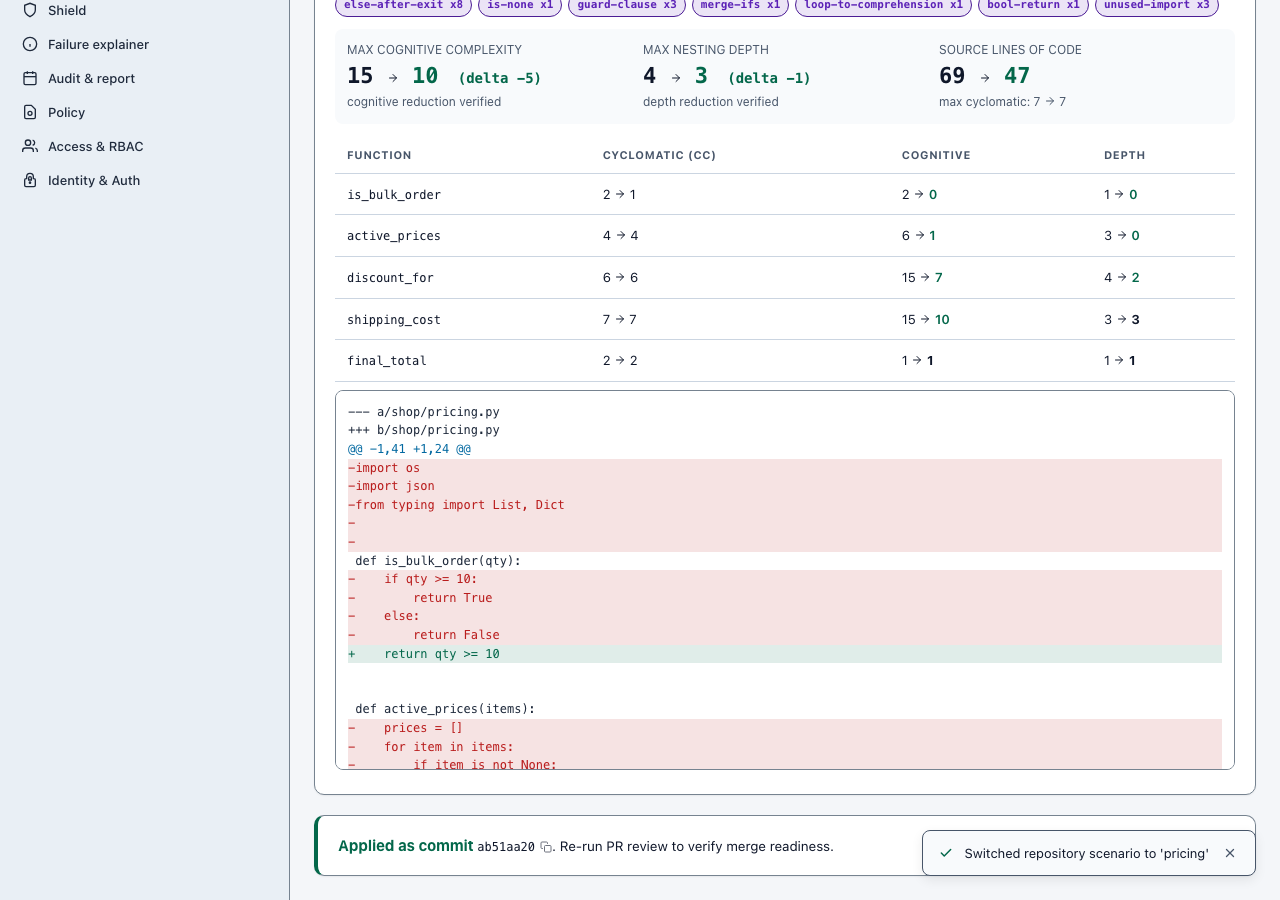 Shield
Failure explainer
Audit & report
Policy
Access & RBAC
Identity & Auth
else-after-exit x8 is-none x1 guard-clause x3 merge-ifs x1 loop-to-comprehension x1 bool-return x1 unused-import x3
MAX COGNITIVE COMPLEXITY MAX NESTING DEPTH SOURCE LINES OF CODE
15 → 10 (delta −5) 4 → 3 (delta −1) 69 → 47
cognitive reduction verified depth reduction verified max cyclomatic: 7 → 7
FUNCTION CYCLOMATIC (CC) COGNITIVE DEPTH
is_bulk_order 2 → 1 2 → 0 1 → 0
active_prices 4 → 4 6 → 1 3 → 0
discount_for 6 → 6 15 → 7 4 → 2
shipping_cost 7 → 7 15 → 10 3 → 3
final_total 2 → 2 1 → 1 1 → 1
--- a/shop/pricing.py
+++ b/shop/pricing.py
@@ -1,41 +1,24 @@
-import os
-import json
-from typing import List, Dict
-
-
 def is_bulk_order(qty):
-    if qty >= 10:
-        return True
-    else:
-        return False
+    return qty >= 10
 def active_prices(items):
-    prices = []
-    for item in items:
-        if item is not None:
Applied as commit ab51aa20 . Re-run PR review to verify merge readiness.
Switched repository scenario to 'pricing'